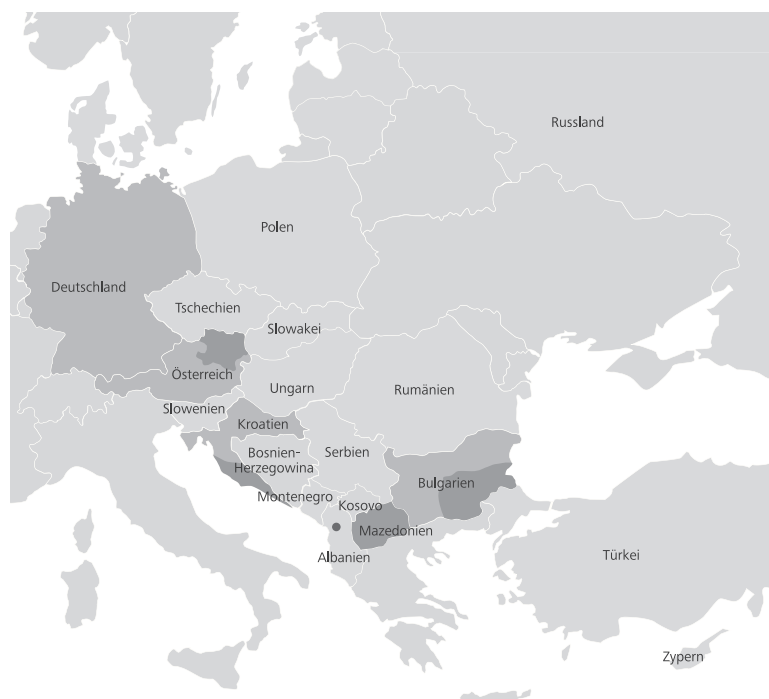 Russland
Polen
Deutschland
Tschechien
Slowakei
Österreich
Ungarn
Rumänien
Slowenien
Kroatien
Bosnien-
Herzegowina
Serbien
Bulgarien
Montenegro
Kosovo
Mazedonien
Albanien
Türkei
Zypern